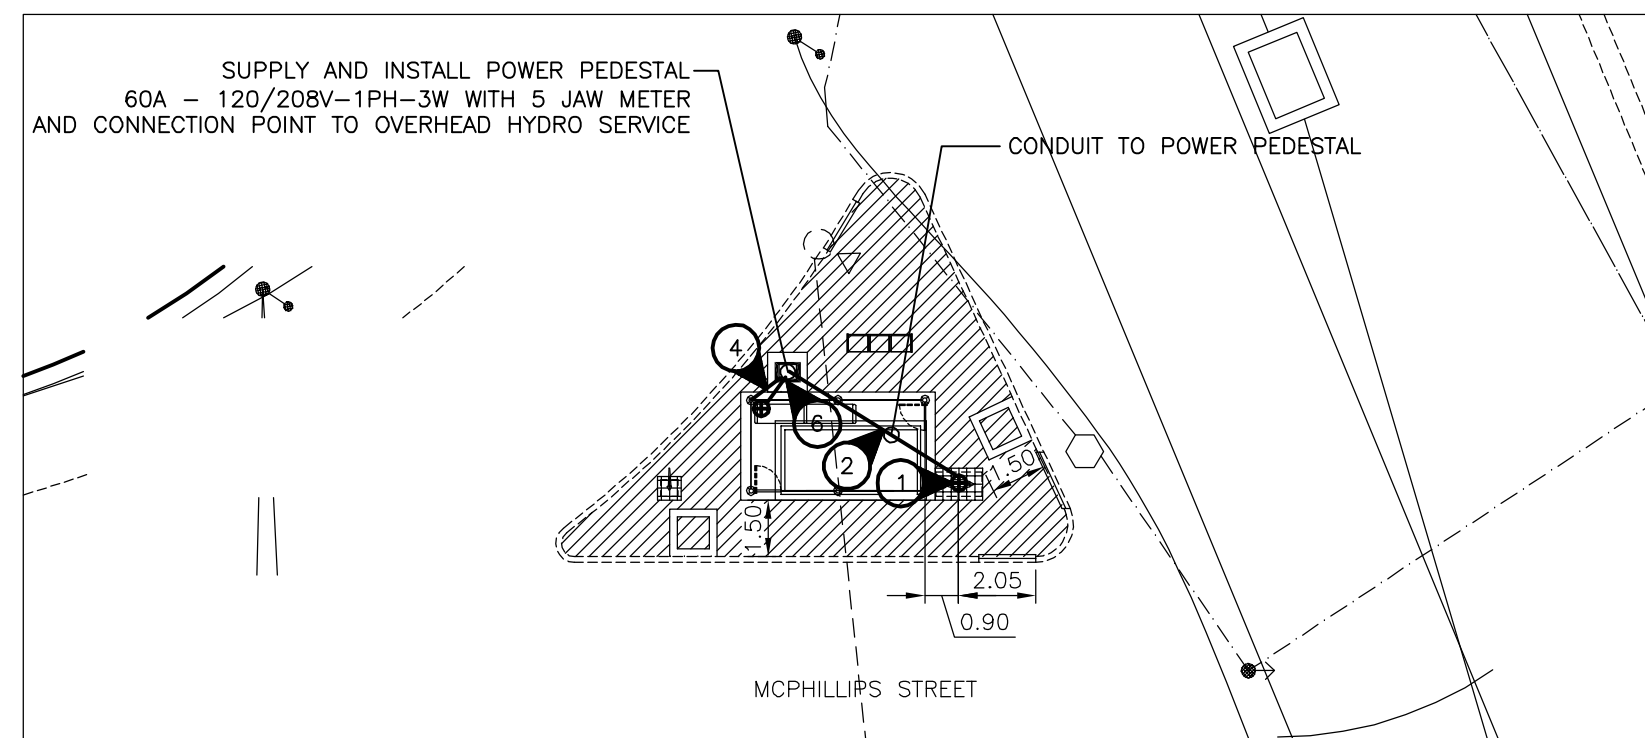 SUPPLY AND INSTALL POWER PEDESTAL
60A - 120/208V-1PH-3W WITH 5 JAW METER
AND CONNECTION POINT TO OVERHEAD HYDRO SERVICE
CONDUIT TO POWER PEDESTAL
4
6
2
1
1.50
1.50
2.05
0.90
MCPHILLIPS STREET